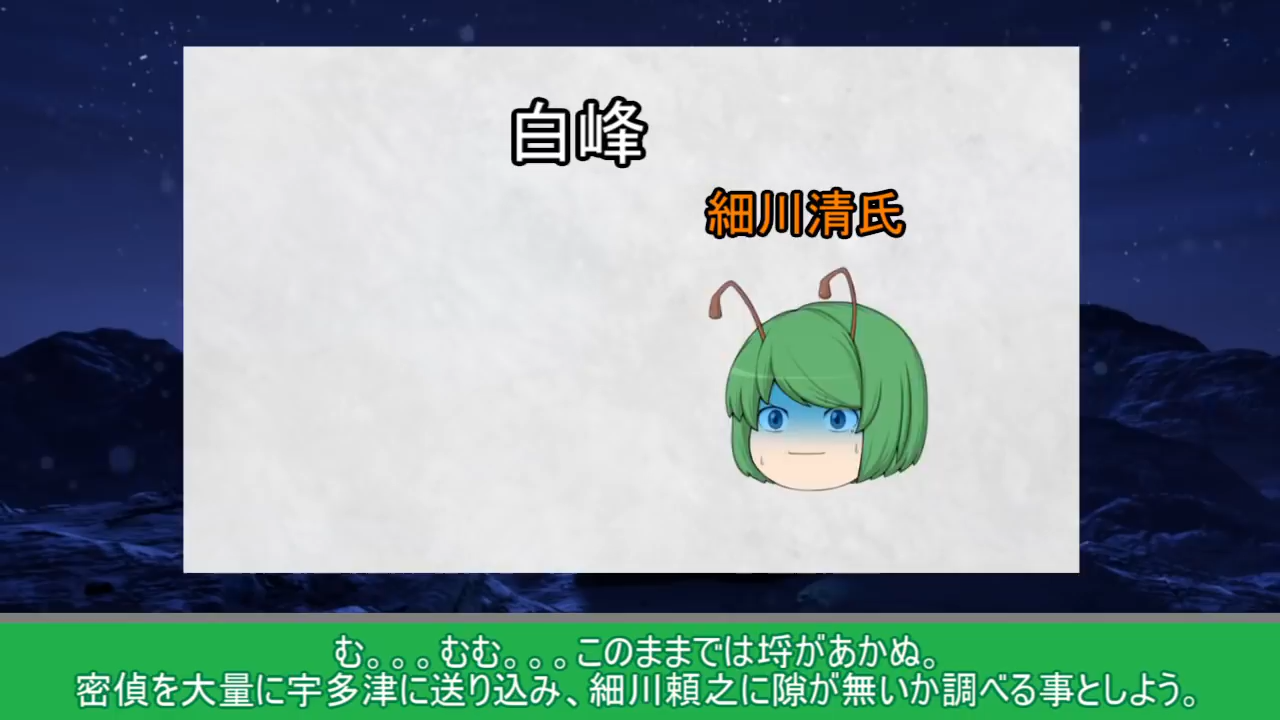 白峰
細川清氏
む。。。むむ。。。このままでは埒があかぬ。
密偵を大量に宇多津に送り込み、細川頼之に隙が無いか調べる事としよう。